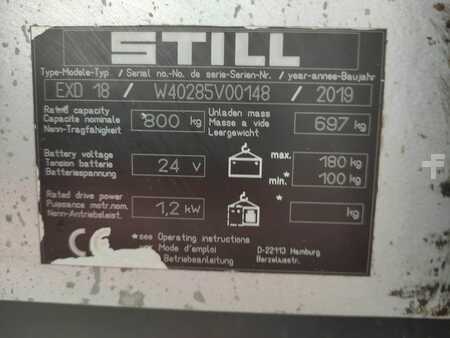 STILL
Type-Modele-Typ / Serial no.-No. de serie-Serien-Nr. / year-annee-Baujahr
EXD 18 / W40285V00148 / 2019
Rated capacity
Capacite nominale
Nenn-Tragfähigkeit
800 kg
Unladen mass
Masse a vide
Leergewicht
697 kg
Battery voltage
Tension batterie
Batteriespannung
24 V
max. 180 kg
* min. * 100 kg
Rated drive power
Puissance motr.nom.
Nenn-Antriebsleist.
1,2 kW
* kg
CE
*see Operating instructions
Mode d'emploi
Betriebsanleitung
D-22113 Hamburg
Berzeliusstr.